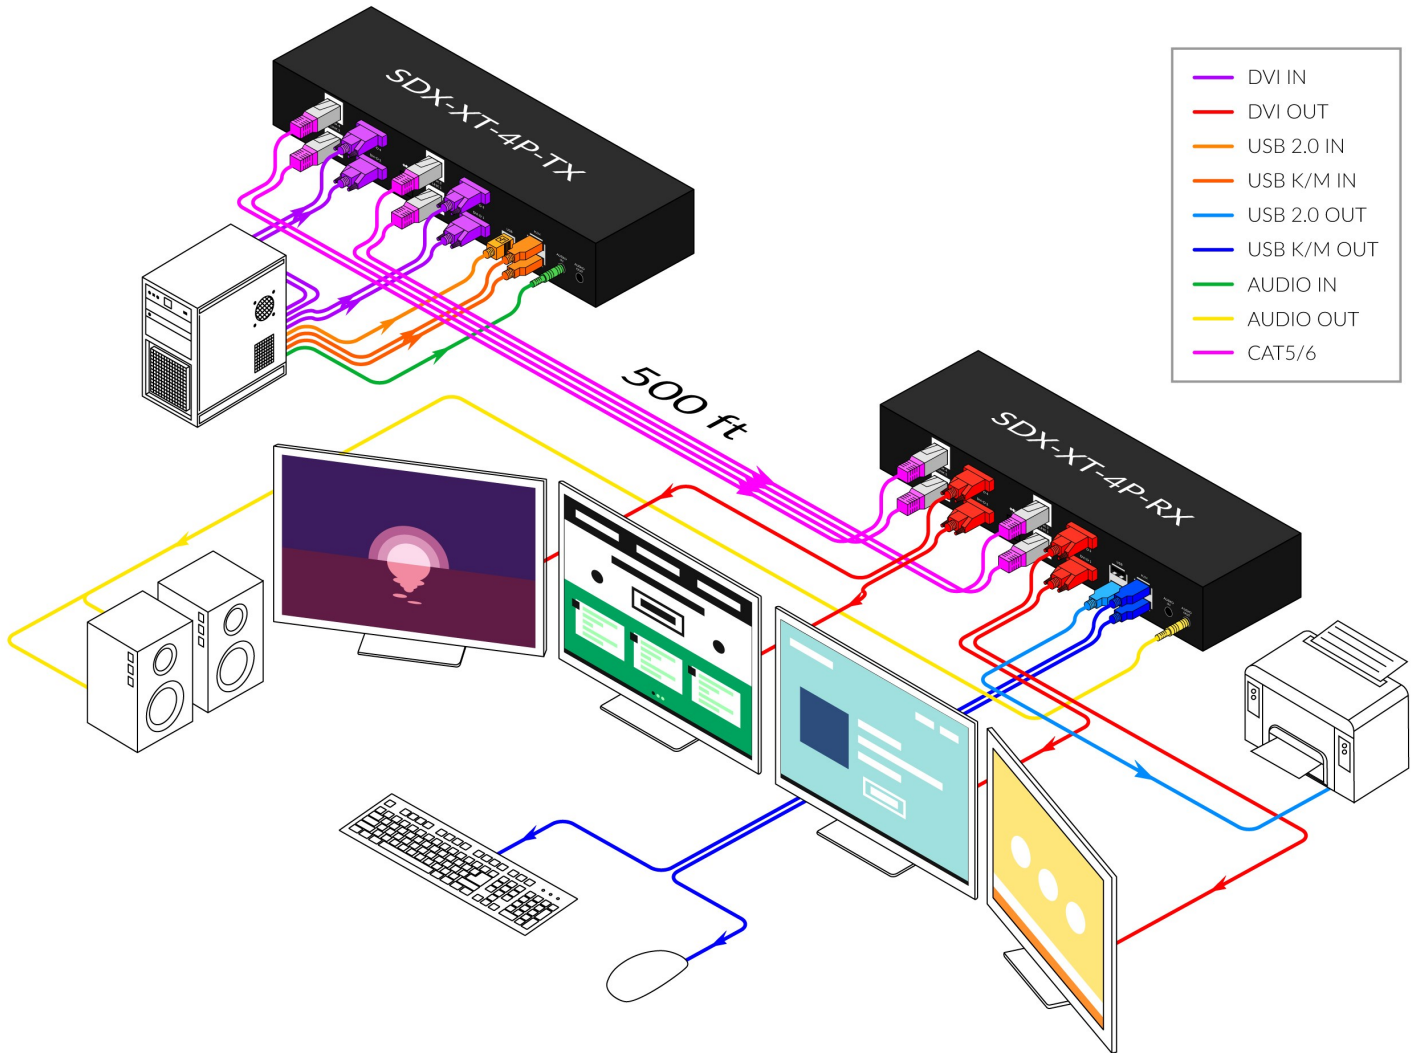 SDX-XT-4P-TX
DVI IN
DVI OUT
USB 2.0 IN
USB K/M IN
USB 2.0 OUT
USB K/M OUT
AUDIO IN
AUDIO OUT
CAT5/6
500 ft
SDX-XT-4P-RX